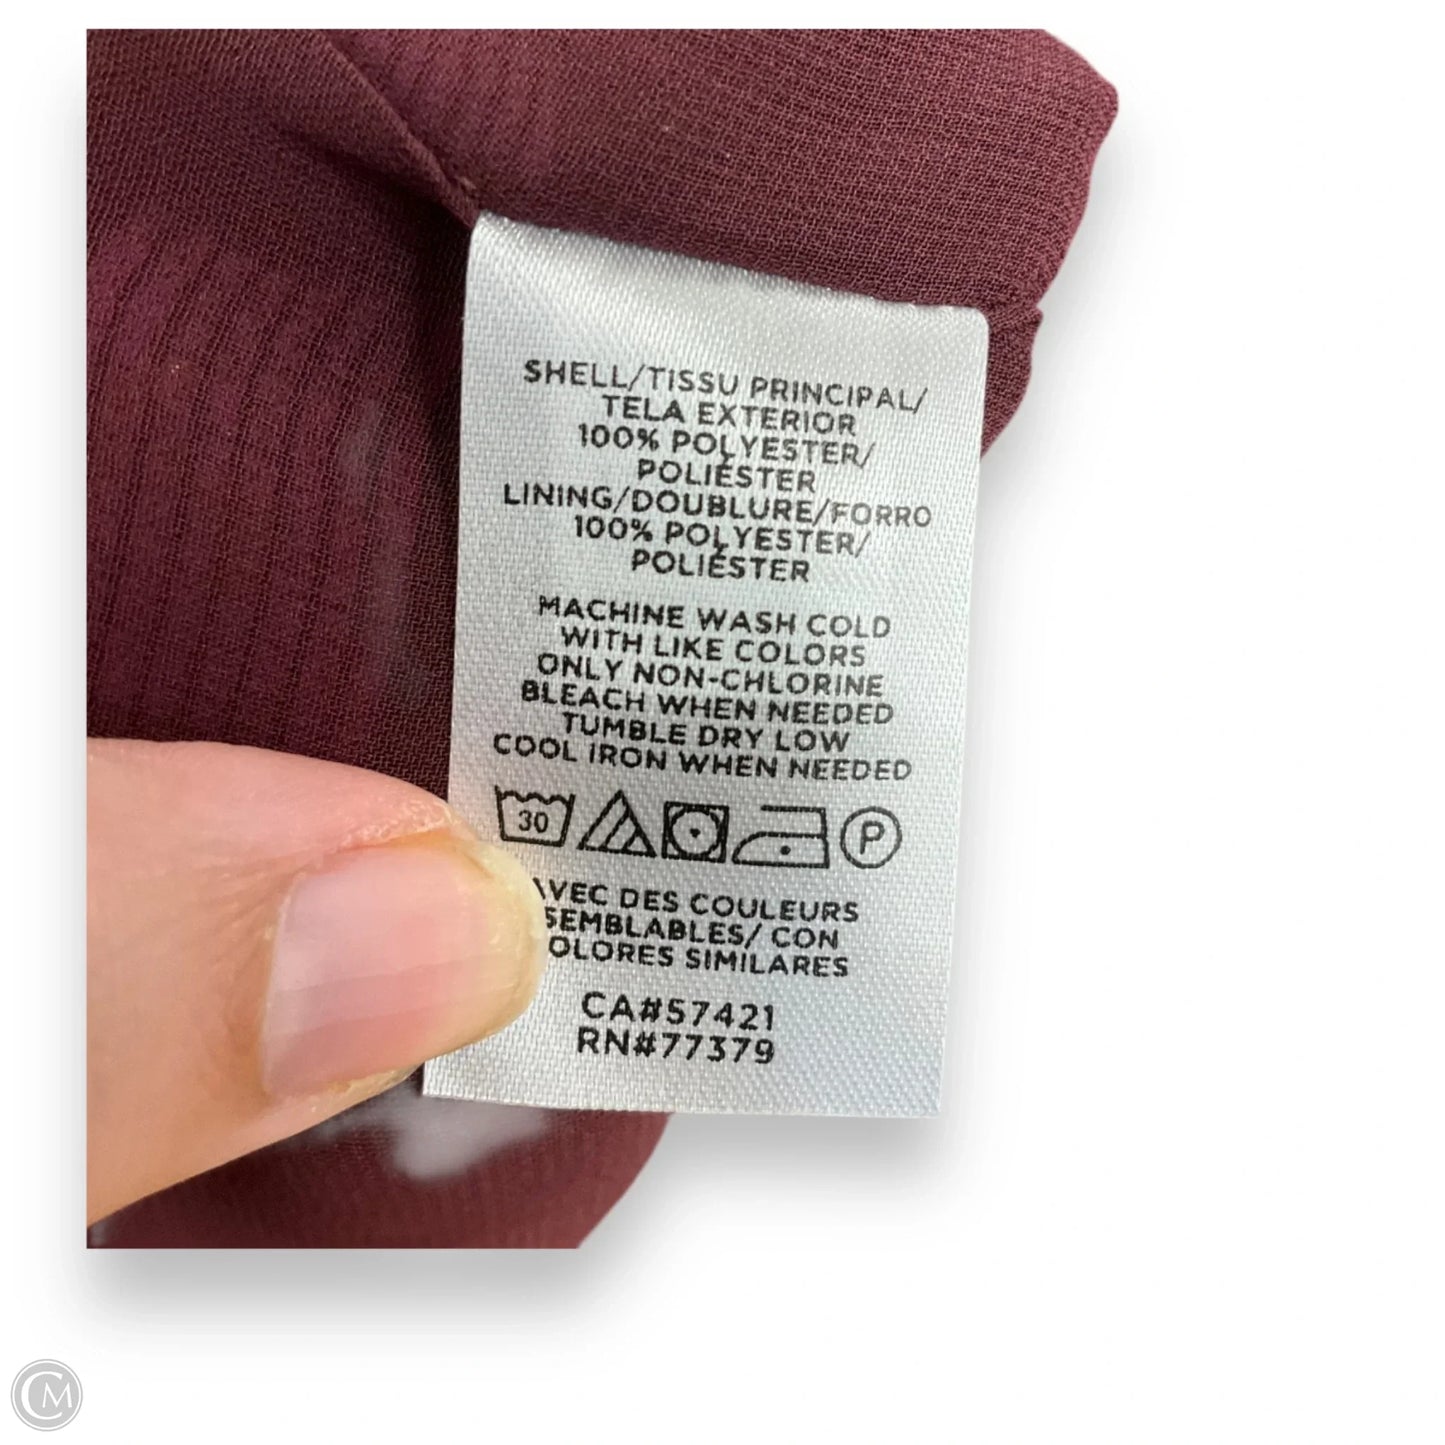 SHELL/TISSU PRINCIPAL/
TELA EXTERIOR
100% POLYESTER/
POLIÉSTER
LINING/DOUBLURE/FORRO
100% POLYESTER/
POLIÉSTER
MACHINE WASH COLD
WITH LIKE COLORS
ONLY NON-CHLORINE
BLEACH WHEN NEEDED
TUMBLE DRY LOW
COOL IRON WHEN NEEDED
30 P
AVEC DES COULEURS
SEMBLABLES/ CON
OLORES SIMILARES
CA#57421
RN#77379
CM